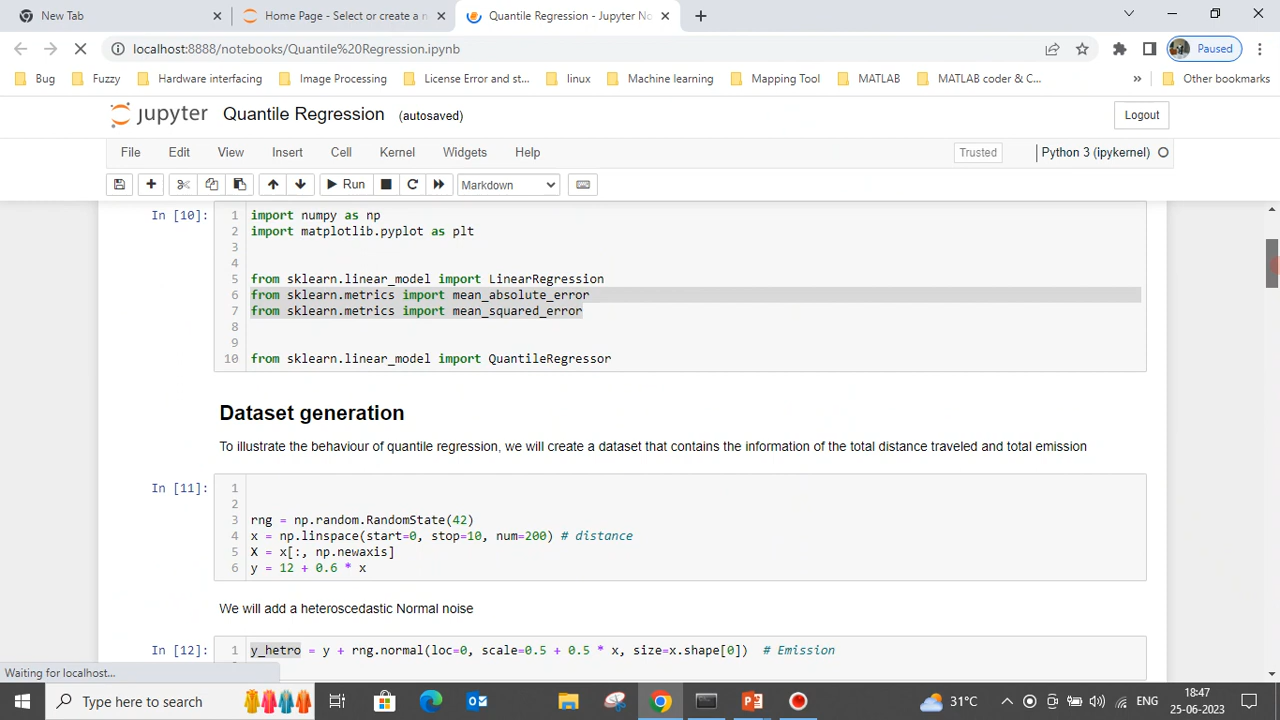 New Tab
Home Page - Select or create a n
Quantile Regression - Jupyter No
localhost:8888/notebooks/Quantile%20Regression.ipynb
Paused
Bug
Fuzzy
Hardware interfacing
Image Processing
License Error and st...
linux
Machine learning
Mapping Tool
MATLAB
MATLAB coder & C...
»
Other bookmarks
jupyter Quantile Regression (autosaved)
Logout
File Edit View Insert Cell Kernel Widgets Help
Trusted
Python 3 (ipykernel)
Run
Markdown
In [10]:
1 import numpy as np
2 import matplotlib.pyplot as plt
3
4
5 from sklearn.linear_model import LinearRegression
6 from sklearn.metrics import mean_absolute_error
7 from sklearn.metrics import mean_squared_error
8
9
10 from sklearn.linear_model import QuantileRegressor
Dataset generation
To illustrate the behaviour of quantile regression, we will create a dataset that contains the information of the total distance traveled and total emission
In [11]:
1
2
3 rng = np.random.RandomState(42)
4 x = np.linspace(start=0, stop=10, num=200) # distance
5 X = x[:, np.newaxis]
6 y = 12 + 0.6 * x
We will add a heteroscedastic Normal noise
In [12]:
1 y_hetro = y + rng.normal(loc=0, scale=0.5 + 0.5 * x, size=x.shape[0]) # Emission
Waiting for localhost...
Type here to search
31°C
ENG
18:47
25-06-2023